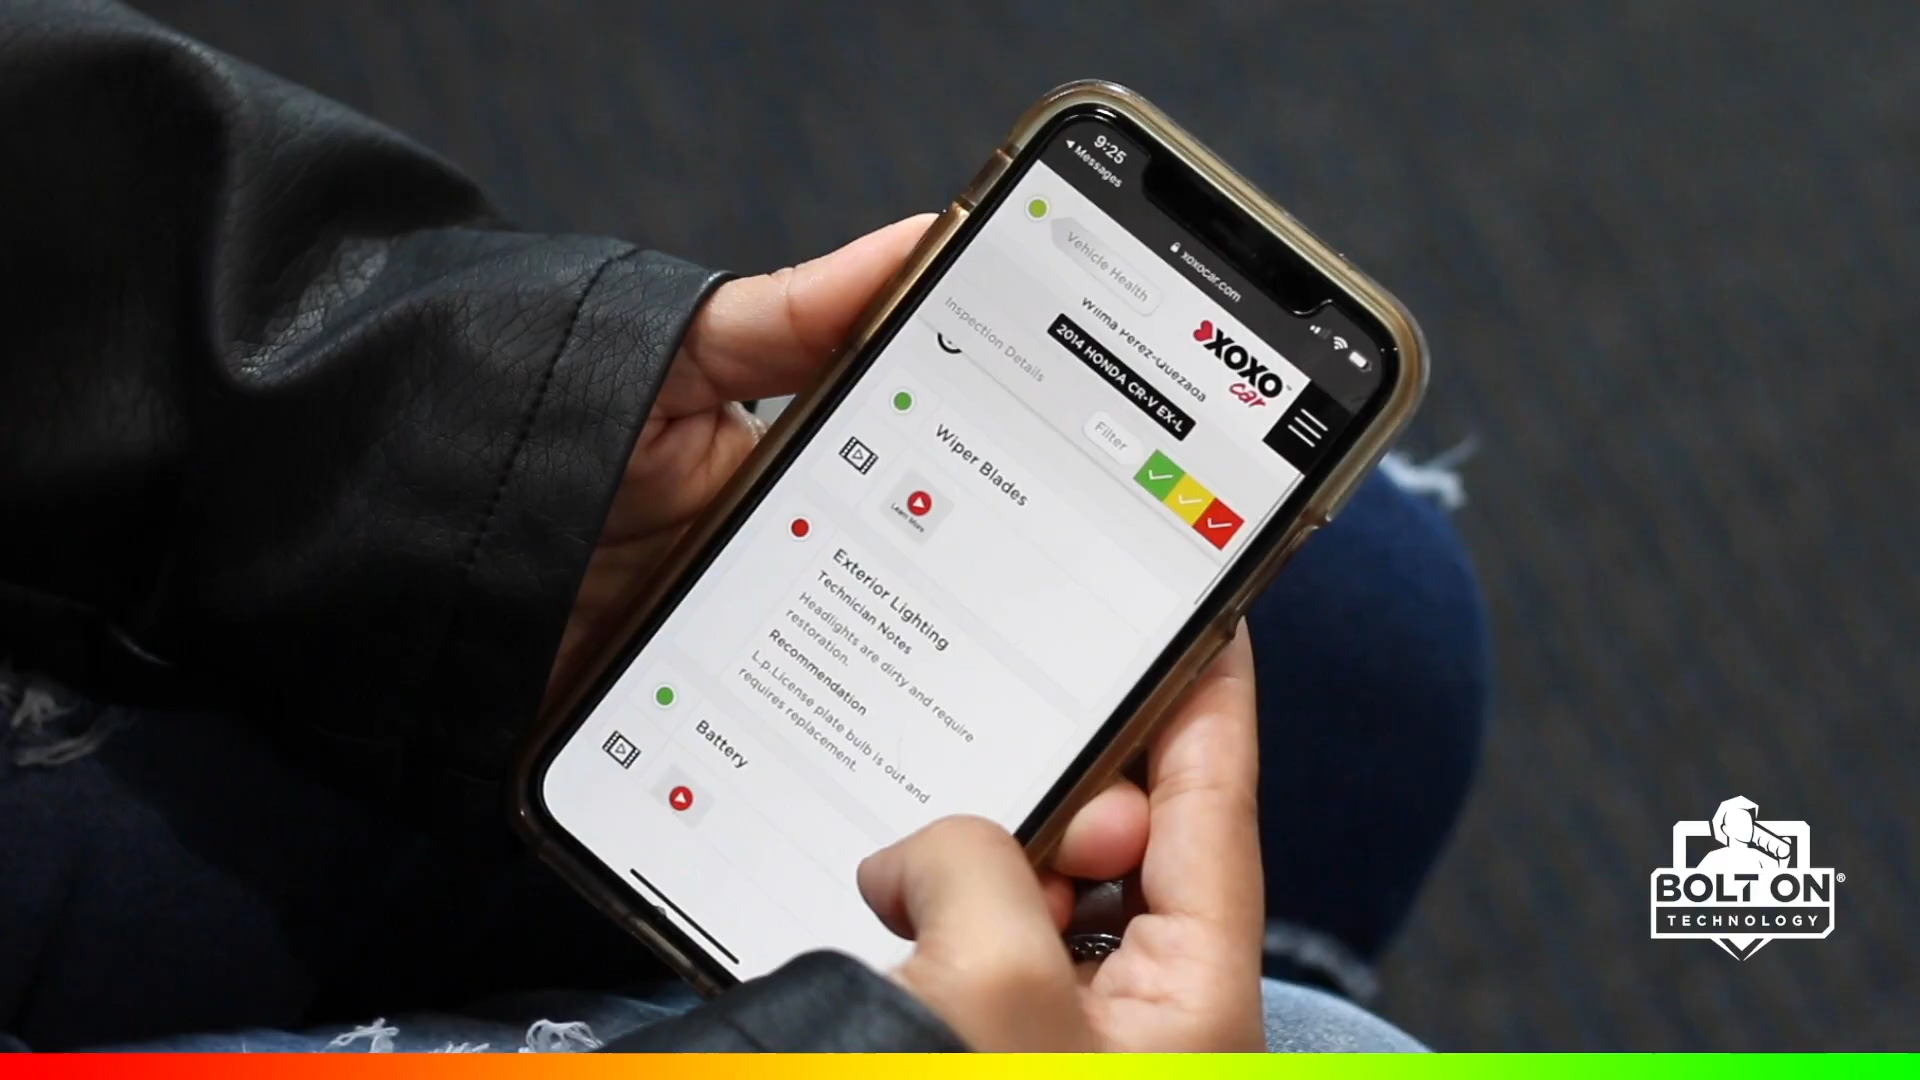 9:25
Messages
xoxocar.com
Vehicle Health
XOXO
car
Wilma Perez-Quezada
2014 HONDA CR-V EX-L
Inspection Details
Filter
Wiper Blades
Learn More
Exterior Lighting
Technician Notes
Headlights are dirty and require
restoration.
Recommendation
L.p.License plate bulb is out and
requires replacement.
Battery
BOLT ON®
TECHNOLOGY